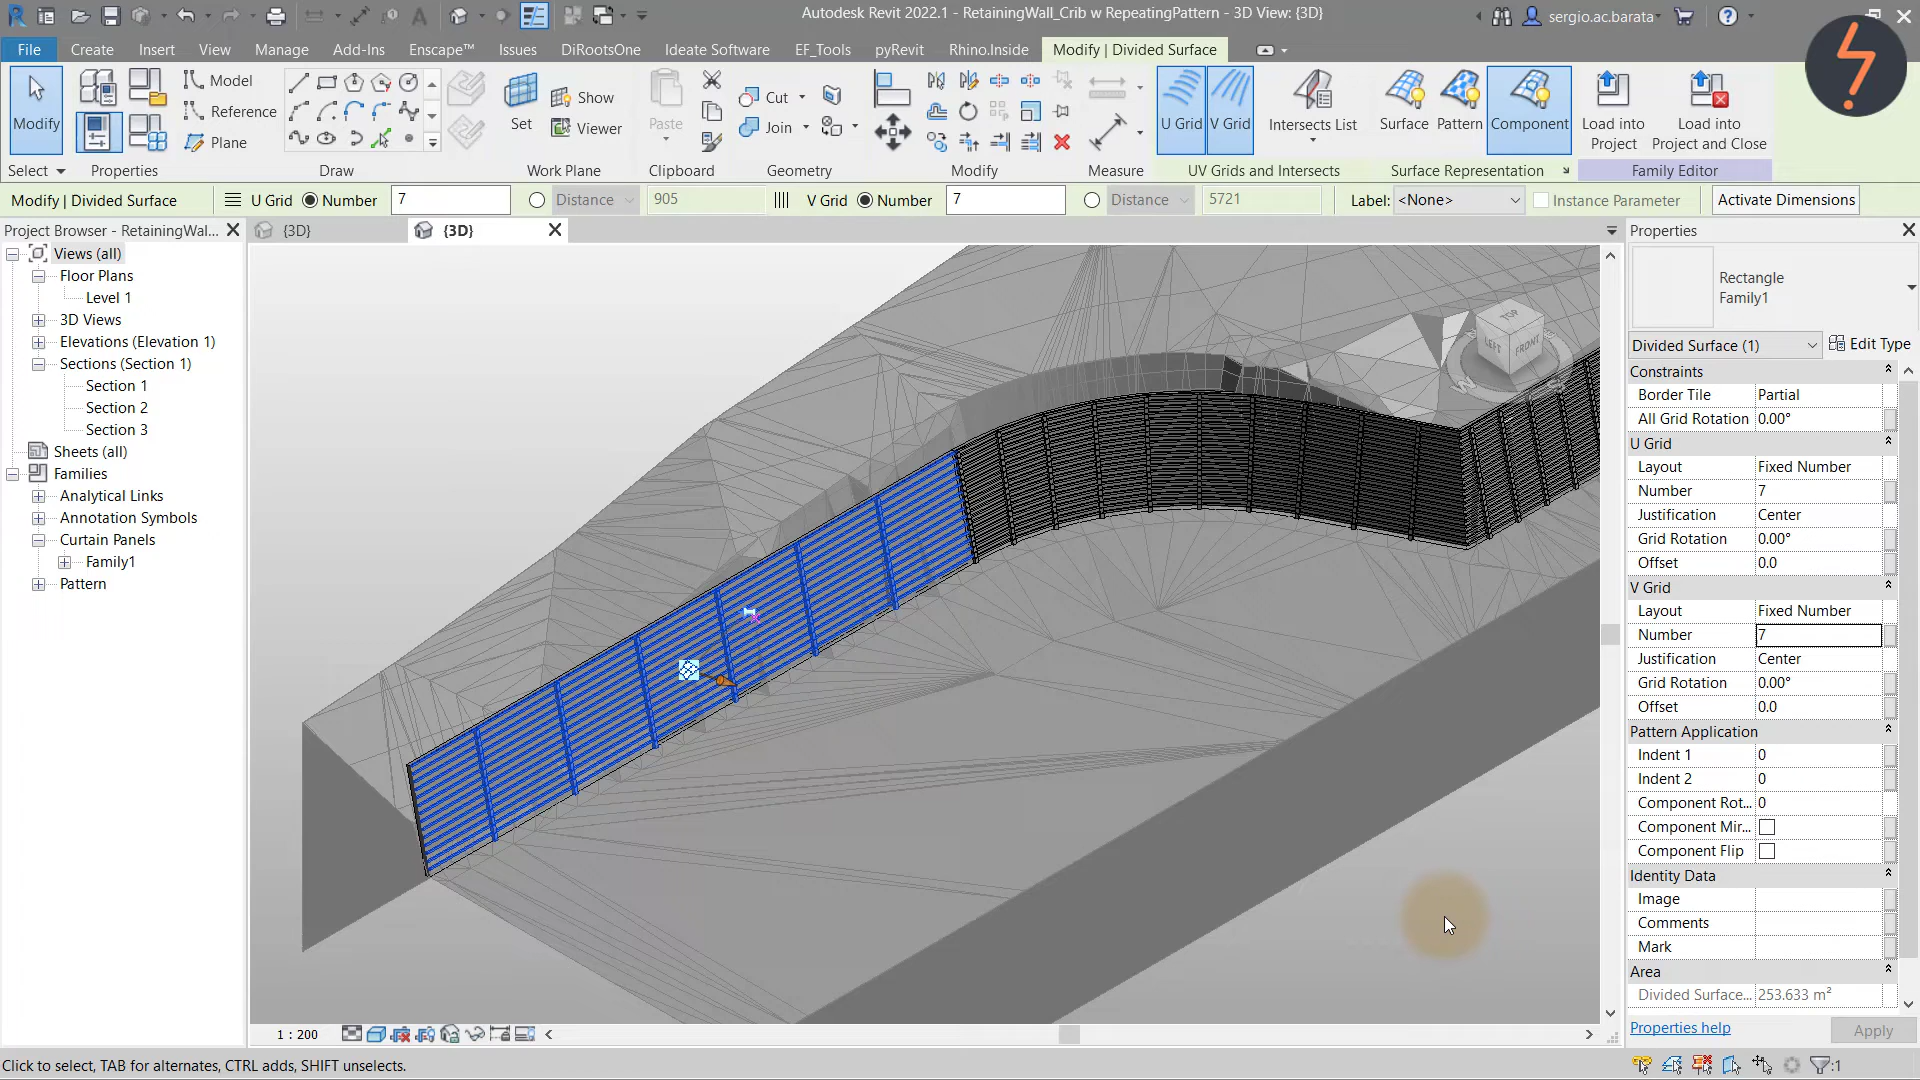 Autodesk Revit 2022.1 - RetainingWall_Crib w RepeatingPattern - 3D View: {3D}
sergio.ac.barata
File Create Insert View Manage Add-Ins Enscape™ Issues DiRootsOne Ideate Software EF_Tools pyRevit Rhino.Inside Modify | Divided Surface
Modify
Model
Reference
Plane
Set
Show
Viewer
Paste
Cut
Join
U Grid
V Grid
Intersects List
Surface
Pattern
Component
Load into Project
Load into Project and Close
Select Properties Draw Work Plane Clipboard Geometry Modify Measure UV Grids and Intersects Surface Representation Family Editor
Modify | Divided Surface U Grid Number 7 Distance 905 V Grid Number 7 Distance 5721 Label: <None> Instance Parameter Activate Dimensions
Project Browser - RetainingWal...
{3D}
{3D}
Views (all)
Floor Plans
Level 1
3D Views
Elevations (Elevation 1)
Sections (Section 1)
Section 1
Section 2
Section 3
Sheets (all)
Families
Analytical Links
Annotation Symbols
Curtain Panels
Family1
Pattern
TOP
LEFT
FRONT
W
Properties
Rectangle
Family1
Divided Surface (1) Edit Type
Constraints
Border Tile Partial
All Grid Rotation 0.00°
U Grid
Layout Fixed Number
Number 7
Justification Center
Grid Rotation 0.00°
Offset 0.0
V Grid
Layout Fixed Number
Number 7
Justification Center
Grid Rotation 0.00°
Offset 0.0
Pattern Application
Indent 1 0
Indent 2 0
Component Rot... 0
Component Mir...
Component Flip
Identity Data
Image
Comments
Mark
Area
Divided Surface... 253.633 m²
Properties help Apply
1 : 200
Click to select, TAB for alternates, CTRL adds, SHIFT unselects.
:1